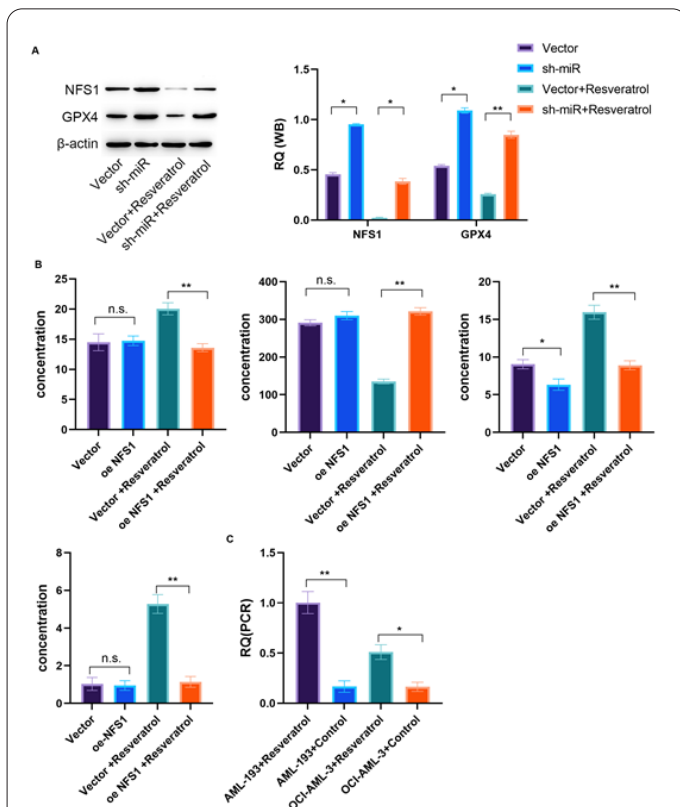 A
NFS1
GPX4
β-actin
Vector
sh-miR
Vector+Resveratrol
sh-miR+Resveratrol
RQ (WB)
1.5
1.0
0.5
0.0
*
*
*
**
NFS1
GPX4
Vector
sh-miR
Vector+Resveratrol
sh-miR+Resveratrol
B
concentration
25
20
15
10
5
0
n.s.
**
Vector
oe NFS1
Vector +Resveratrol
oe NFS1 +Resveratrol
concentration
400
300
200
100
0
n.s.
**
Vector
oe NFS1
Vector +Resveratrol
oe NFS1 +Resveratrol
concentration
20
15
10
5
0
*
**
Vector
oe NFS1
Vector +Resveratrol
oe NFS1 +Resveratrol
concentration
8
6
4
2
0
n.s.
**
Vector
oe-NFS1
Vector +Resveratrol
oe NFS1 +Resveratrol
C
RQ(PCR)
1.5
1.0
0.5
0.0
**
*
AML-193+Resveratrol
AML-193+Control
OCI-AML-3+Resveratrol
OCI-AML-3+Control